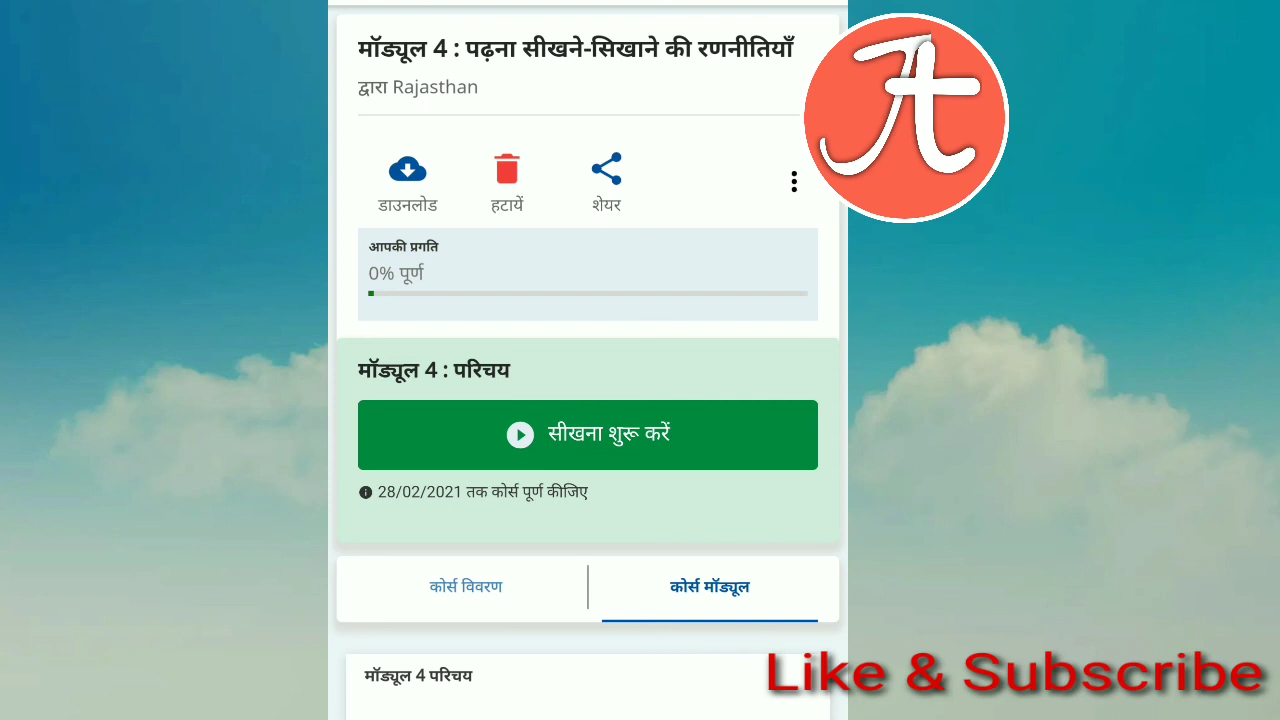 मॉड्यूल 4 : पढ़ना सीखने-सिखाने की रणनीतियाँ
द्वारा Rajasthan
डाउनलोड हटायें शेयर
आपकी प्रगति
0% पूर्ण
मॉड्यूल 4 : परिचय
सीखना शुरू करें
28/02/2021 तक कोर्स पूर्ण कीजिए
कोर्स विवरण कोर्स मॉड्यूल
मॉड्यूल 4 परिचय
At
Like & Subscribe